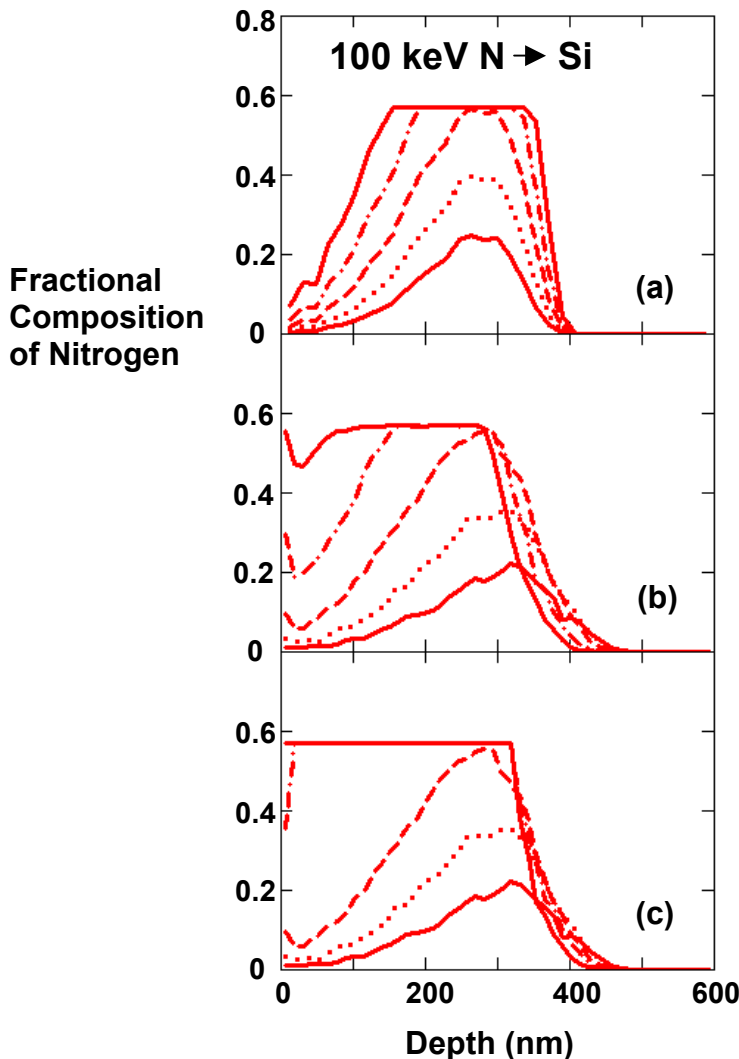 0.8
100 keV N → Si
0.6
0.4
Fractional
Composition
of Nitrogen
0.2
(a)
0
0.6
0.4
0.2
(b)
0
0.6
0.4
0.2
(c)
0
0 200 400 600
Depth (nm)